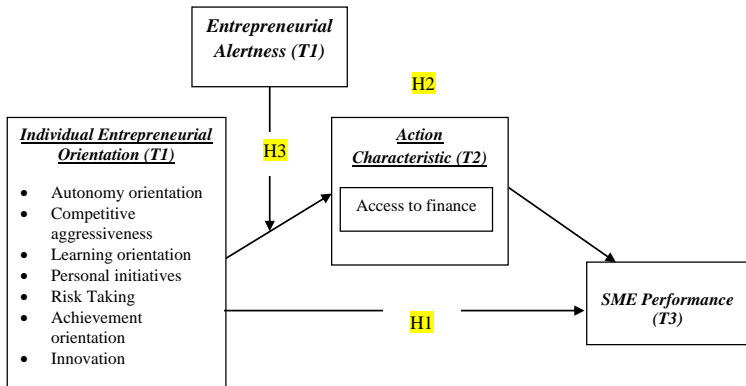 Entrepreneurial
Alertness (T1)
H2
Individual Entrepreneurial
Orientation (T1)
• Autonomy orientation
• Competitive
aggressiveness
• Learning orientation
• Personal initiatives
• Risk Taking
• Achievement
orientation
• Innovation
H3
Action
Characteristic (T2)
Access to finance
H1
SME Performance
(T3)